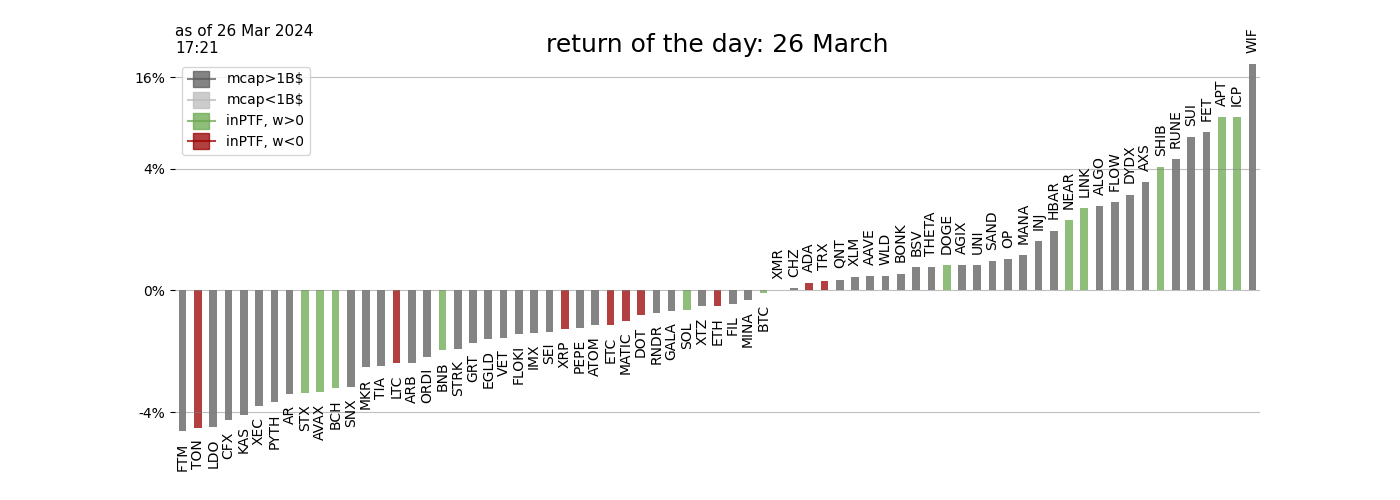 as of 26 Mar 2024
17:21
return of the day: 26 March
mcap>1B$
mcap<1B$
inPTF, w>0
inPTF, w<0
16%
4%
0%
-4%
FTM
TON
LDO
CFX
KAS
XEC
PYTH
AR
STX
AVAX
BCH
SNX
MKR
TIA
LTC
ARB
ORDI
BNB
STRK
GRT
EGLD
VET
FLOKI
IMX
SEI
XRP
PEPE
ATOM
ETC
MATIC
DOT
RNDR
GALA
SOL
XTZ
ETH
FIL
MINA
BTC
XMR
CHZ
ADA
TRX
QNT
XLM
AAVE
WLD
BONK
BSV
THETA
DOGE
AGIX
UNI
SAND
OP
MANA
INJ
HBAR
NEAR
LINK
ALGO
FLOW
DYDX
AXS
SHIB
RUNE
SUI
FET
APT
ICP
WIF